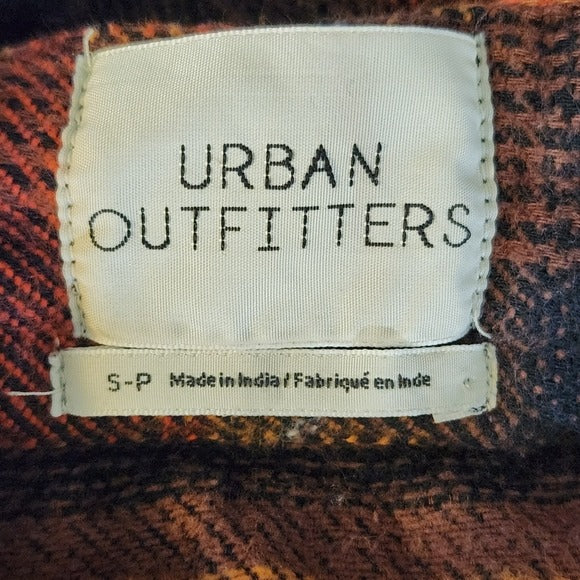 URBAN
OUTFITTERS
S-P Made in India / Fabriqué en Inde